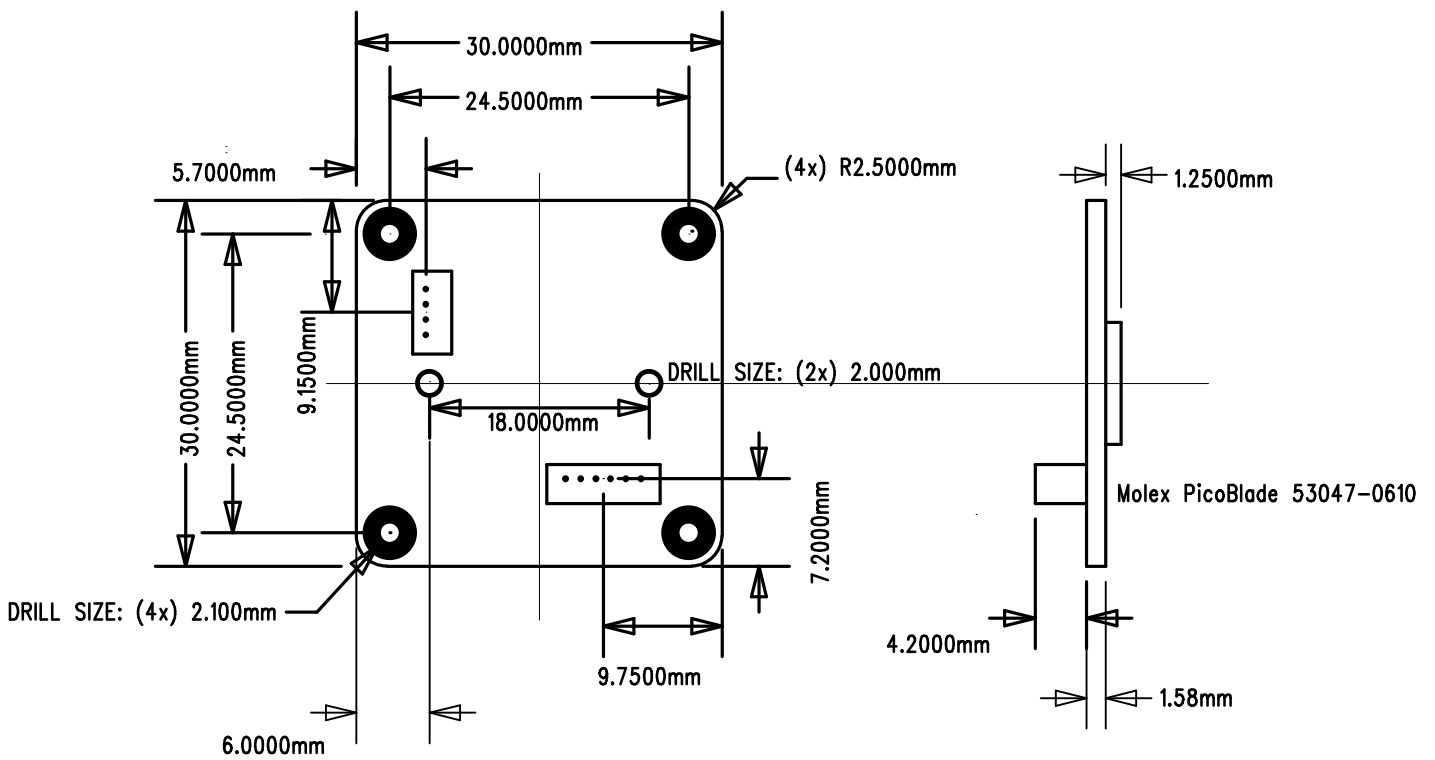 30.0000mm
24.5000mm
5.7000mm
(4x) R2.5000mm
1.2500mm
30.0000mm
24.5000mm
9.1500mm
DRILL SIZE: (2x) 2.000mm
18.0000mm
Molex PicoBlade 53047-0610
7.2000mm
DRILL SIZE: (4x) 2.100mm
4.2000mm
9.7500mm
1.58mm
6.0000mm